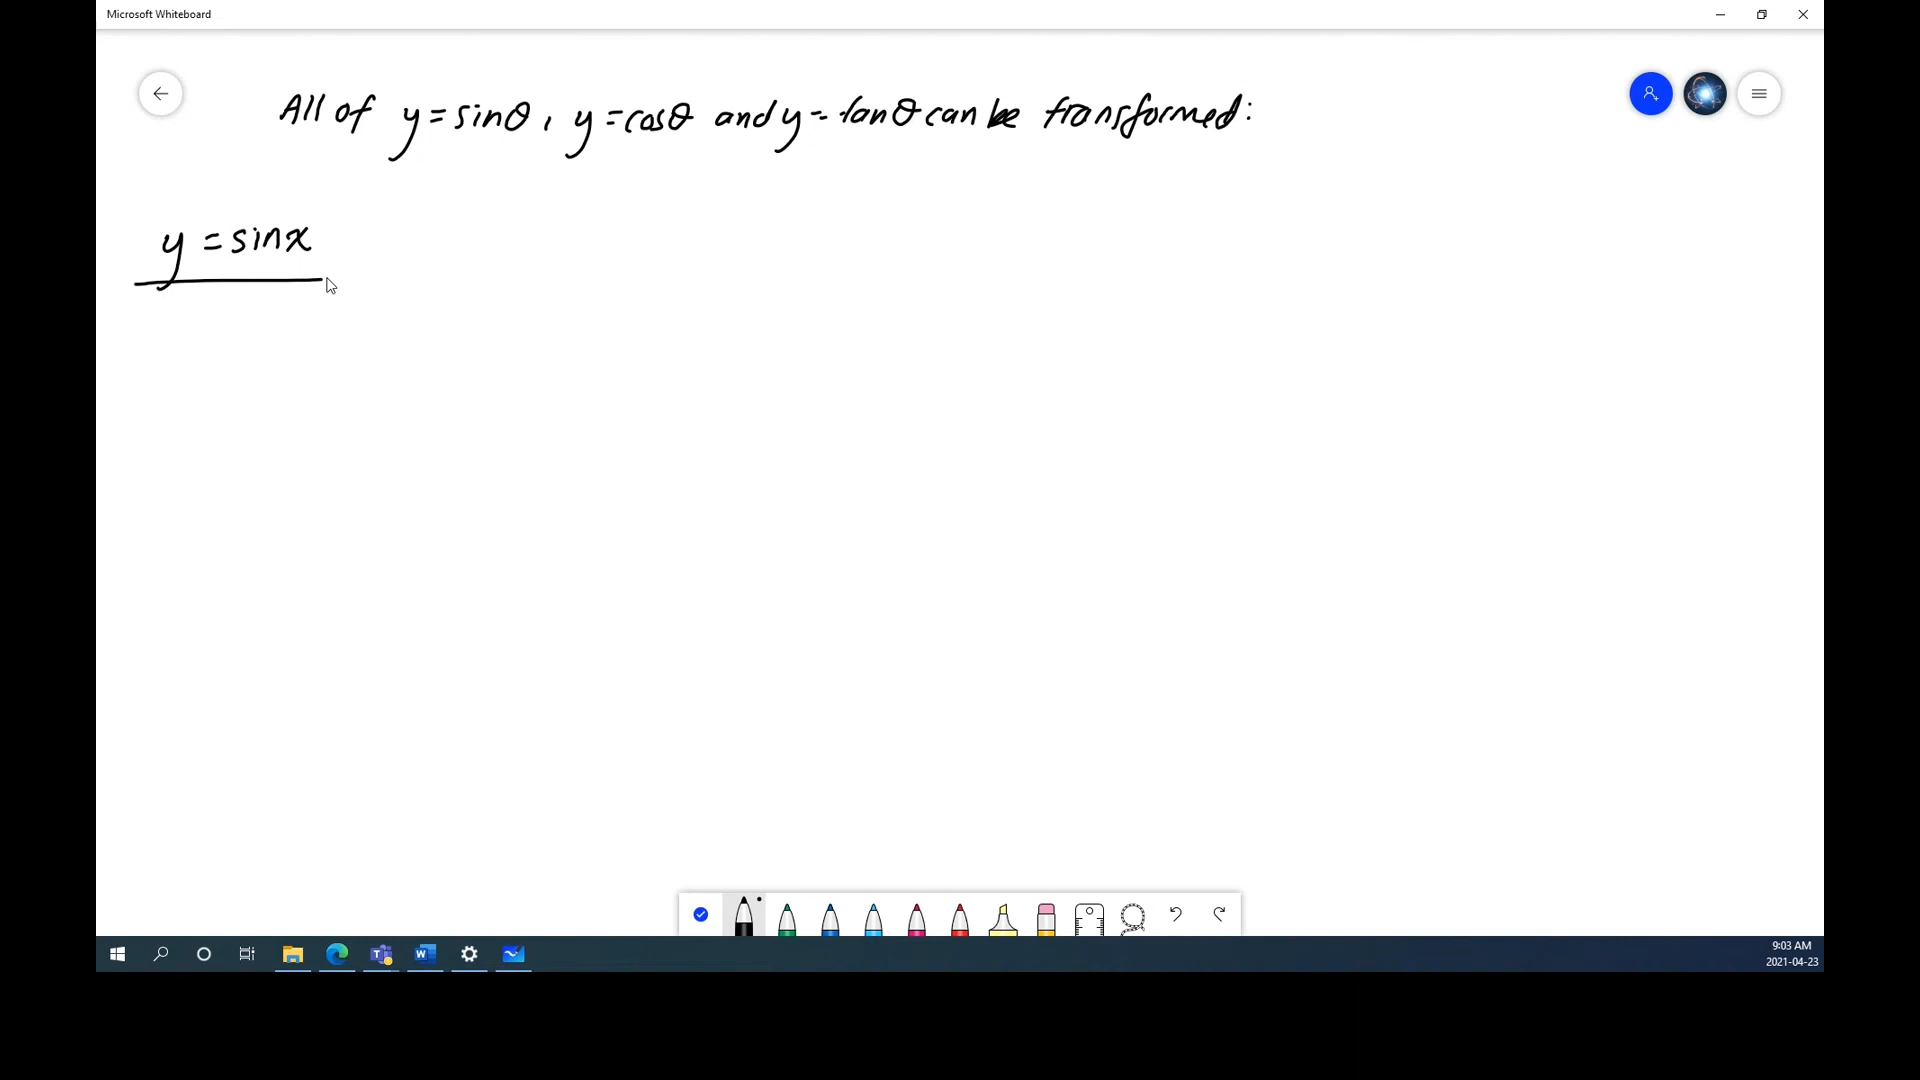 Microsoft Whiteboard
All of y = sinθ, y = cosθ and y = tanθ can be transformed:
y = sinx
9:03 AM
2021-04-23